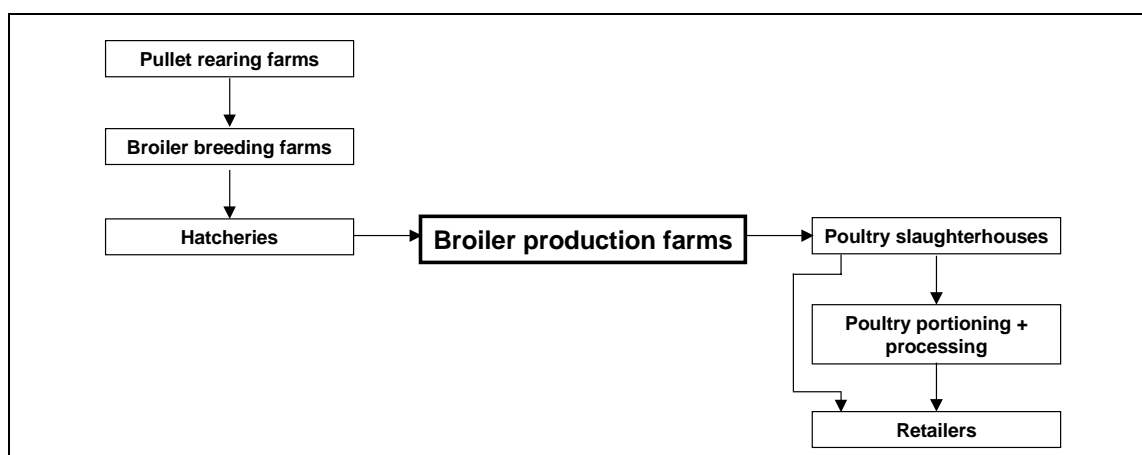 Pullet rearing farms
Broiler breeding farms
Hatcheries
Broiler production farms
Poultry slaughterhouses
Poultry portioning +
processing
Retailers